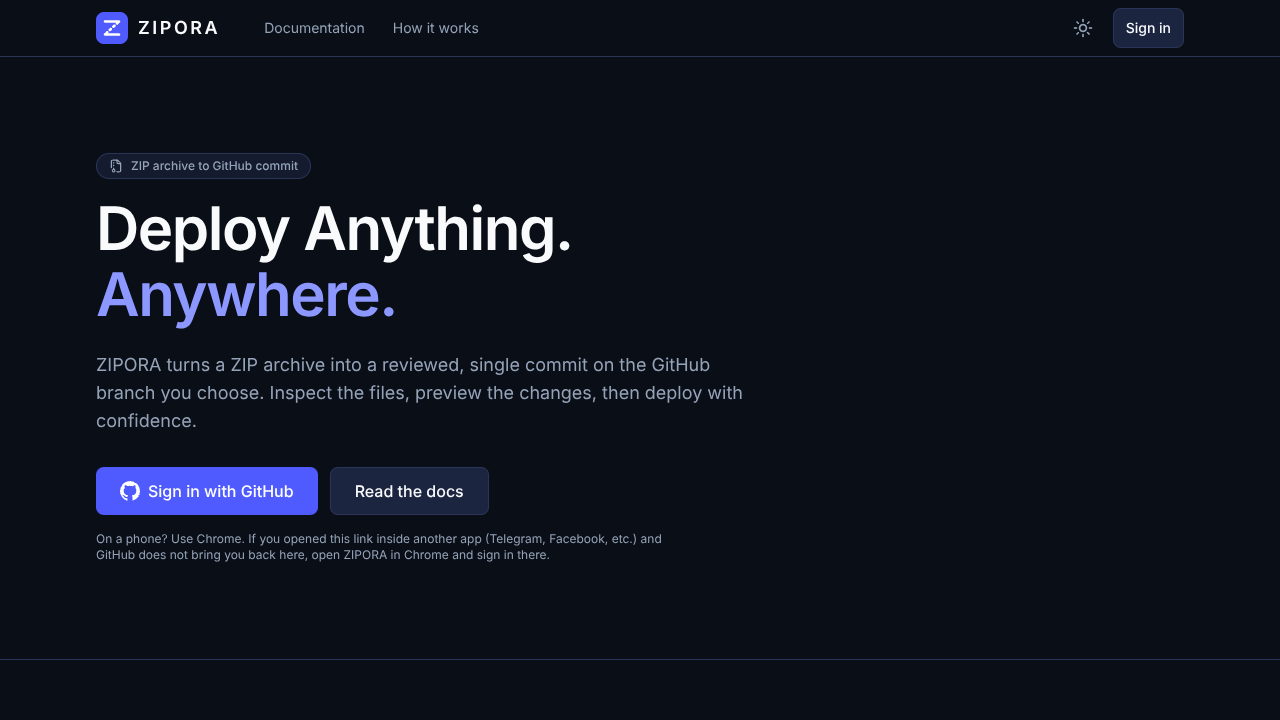 ZIPORA
Documentation
How it works
Sign in
ZIP archive to GitHub commit
Deploy Anything.
Anywhere.
ZIPORA turns a ZIP archive into a reviewed, single commit on the GitHub
branch you choose. Inspect the files, preview the changes, then deploy with
confidence.
Sign in with GitHub
Read the docs
On a phone? Use Chrome. If you opened this link inside another app (Telegram, Facebook, etc.) and
GitHub does not bring you back here, open ZIPORA in Chrome and sign in there.